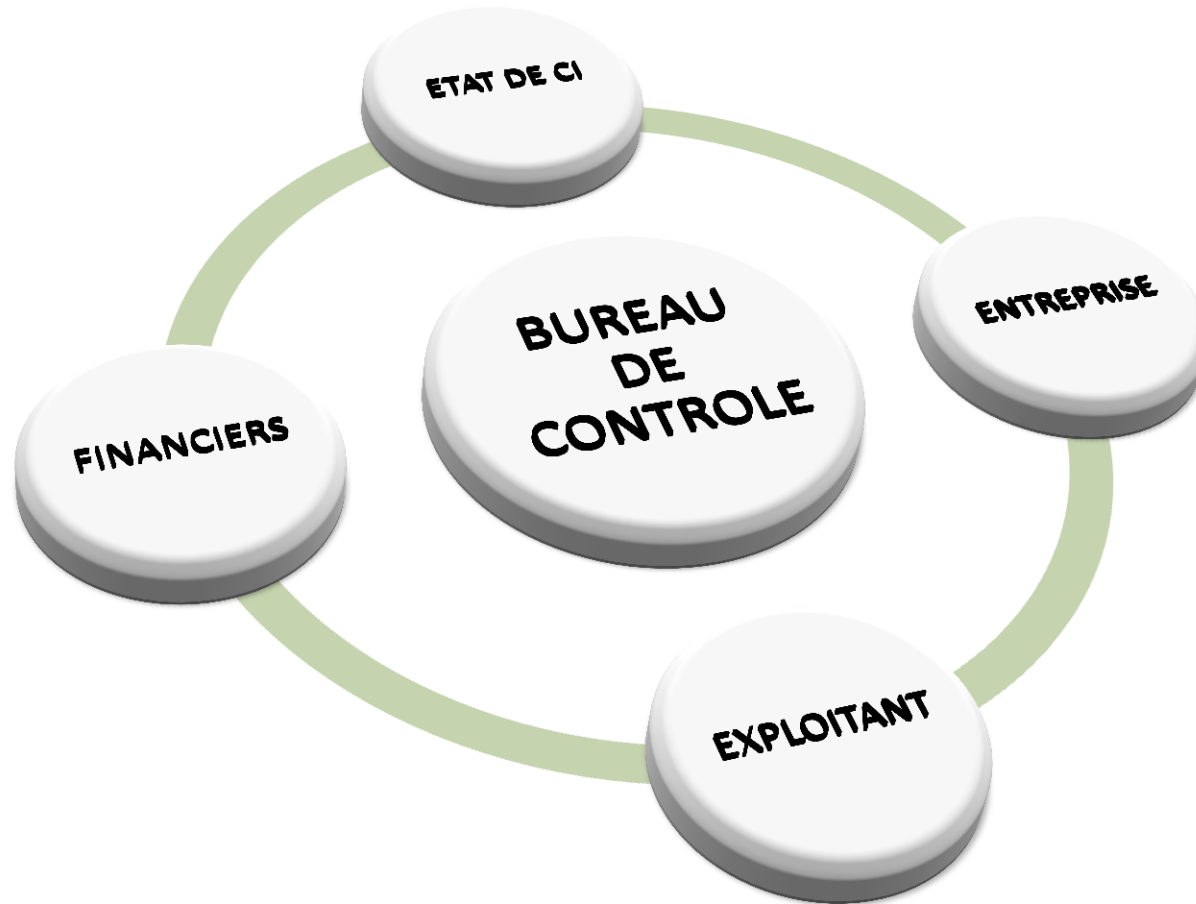 ETAT DE CI
ENTREPRISE
BUREAU
DE
CONTROLE
FINANCIERS
EXPLOITANT